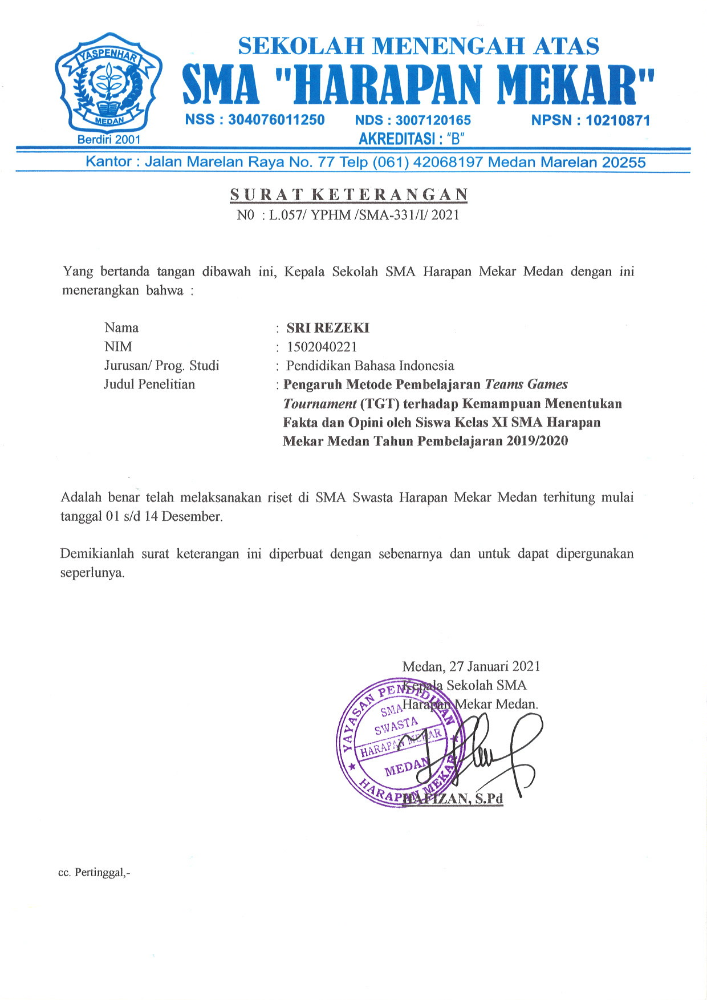 YASPENHAR
MEDAN
Berdiri 2001
SEKOLAH MENENGAH ATAS
SMA "HARAPAN MEKAR"
NSS : 304076011250 NDS : 3007120165 NPSN : 10210871
AKREDITASI : "B"
Kantor : Jalan Marelan Raya No. 77 Telp (061) 42068197 Medan Marelan 20255
SURAT KETERANGAN
N0 : L.057/ YPHM /SMA-331/I/ 2021
Yang bertanda tangan dibawah ini, Kepala Sekolah SMA Harapan Mekar Medan dengan ini
menerangkan bahwa :
Nama : SRI REZEKI
NIM : 1502040221
Jurusan/ Prog. Studi : Pendidikan Bahasa Indonesia
Judul Penelitian : Pengaruh Metode Pembelajaran Teams Games
Tournament (TGT) terhadap Kemampuan Menentukan
Fakta dan Opini oleh Siswa Kelas XI SMA Harapan
Mekar Medan Tahun Pembelajaran 2019/2020
Adalah benar telah melaksanakan riset di SMA Swasta Harapan Mekar Medan terhitung mulai
tanggal 01 s/d 14 Desember.
Demikianlah surat keterangan ini diperbuat dengan sebenarnya dan untuk dapat dipergunakan
seperlunya.
Medan, 27 Januari 2021
Kepala Sekolah SMA
Harapan Mekar Medan.
YAYASAN PENDIDIKAN
SMA
SWASTA
HARAPAN MEKAR
MEDAN
HARAPAN MEKAR
HAFIZAN, S.Pd
cc. Pertinggal,-